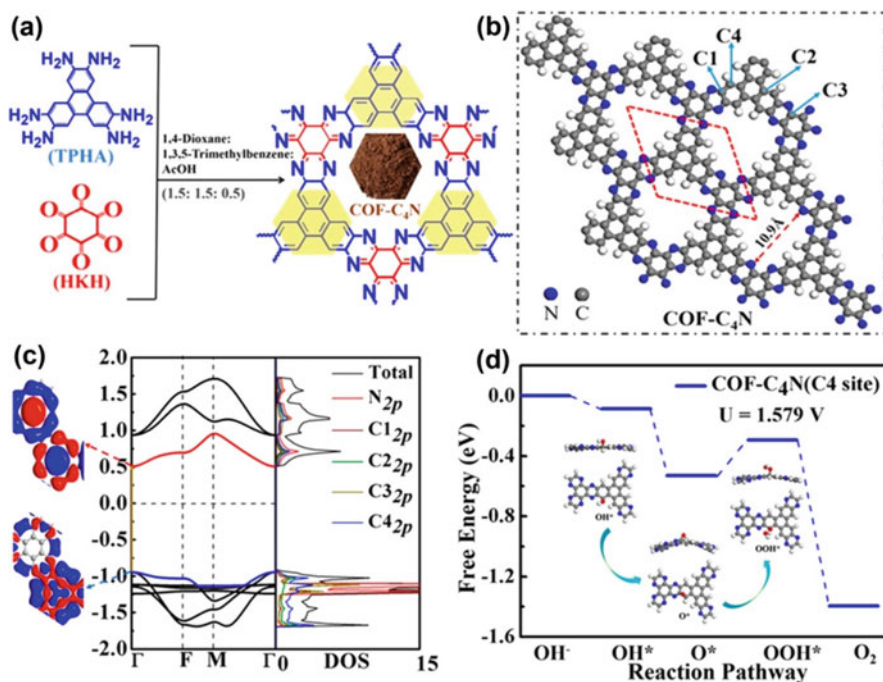 (a)
NH₂
NH₂
H₂N
H₂N
NH₂
NH₂
(TPHA)
O
O
O
O
O
O
(HKH)
1,4-Dioxane:
1,3,5-Trimethylbenzene:
AcOH
(1.5: 1.5: 0.5)
COF-C₄N
(b)
C1
C4
C2
C3
10.9Å
N
C
COF-C₄N
(c)
2.0
1.5
1.0
0.5
0.0
-0.5
-1.0
-1.5
-2.0
Γ
F
M
Γ
0
DOS
15
Total
N2p
C12p
C22p
C32p
C42p
(d)
COF-C₄N(C4 site)
U = 1.579 V
Free Energy (eV)
0.0
-0.4
-0.8
-1.2
-1.6
OH*
O*
OOH*
OH⁻
OH*
O*
OOH*
O₂
Reaction Pathway